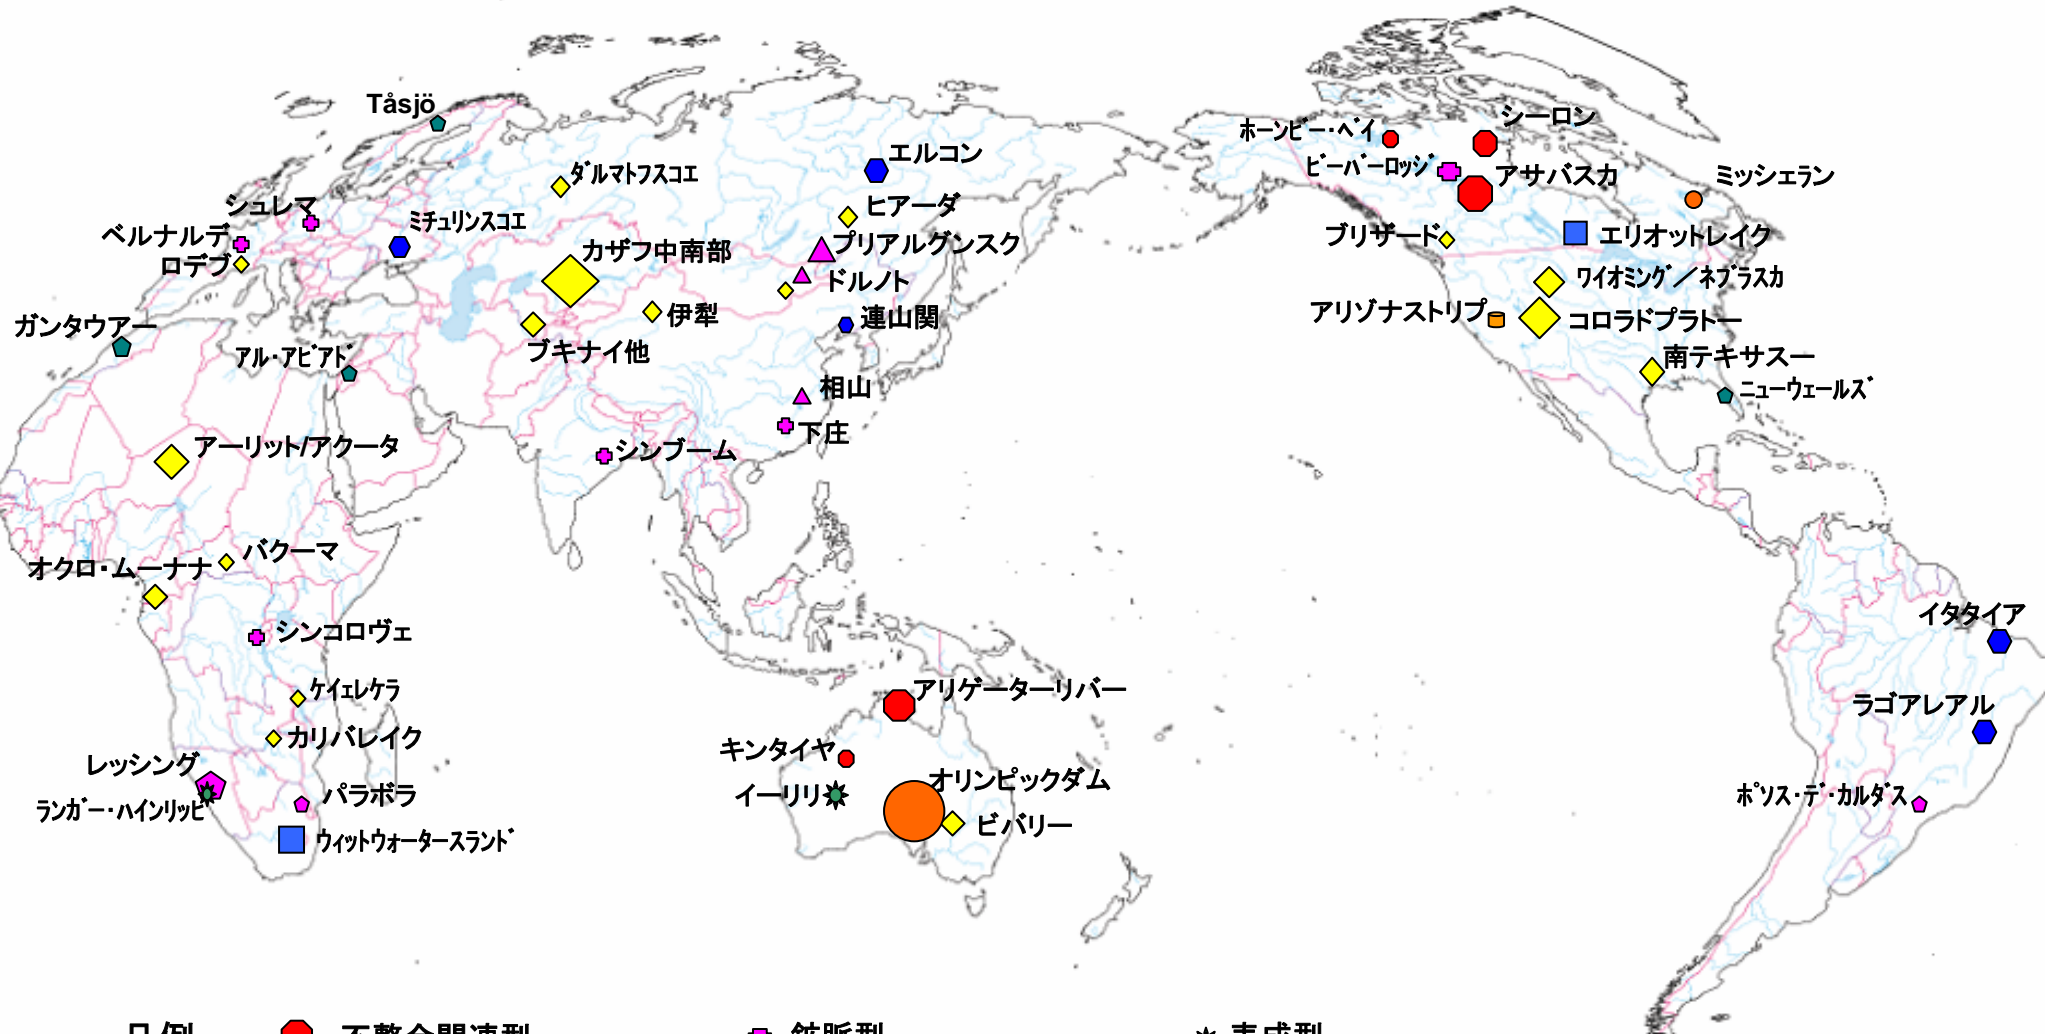 Tåsjö
シーロン
ホーンビー・ベイ
エルコン
ビーバーロッジ
アサバスカ
ミッシェラン
ダルマトフスコエ
シュレマ
ヒアーダ
ミチュリンスコエ
ベルナルデ
ブリザード
エリオットレイク
プリアルグンスク
カザフ中南部
ロデブ
ワイオミング／ネブラスカ
ドルノト
伊犁
連山関
アリゾナストリプ
コロラドプラトー
ガンタウアー
ブキナイ他
アル・アビアド
南テキサスー
ニューウェールズ
相山
下庄
アーリット/アクータ
シンブーム
バクーマ
オクロ・ムーナナ
イタタイア
シンコロヴェ
ケイェレケラ
アリゲーターリバー
ラゴアレアル
カリバレイク
キンタイヤ
レッシング
オリンピックダム
イーリリ
パラボラ
ポソス・デ・カルダス
ランガー・ハインリッヒ
ビバリー
ウィットウォータースランド
凡例 不整合関連型 鉱脈型 表成型